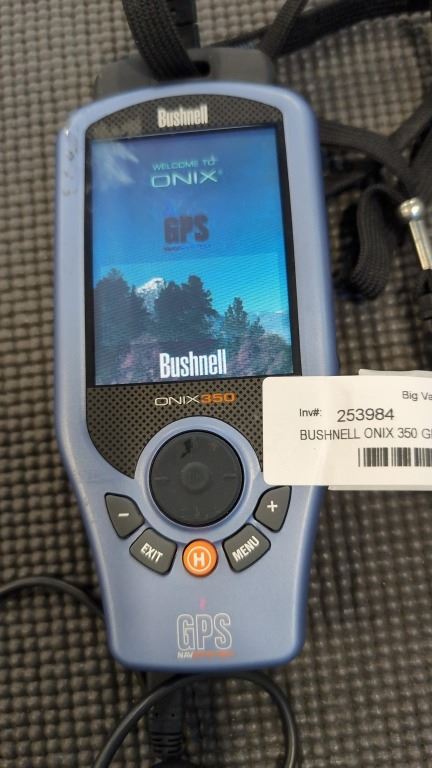 Bushnell
WELCOME TO
ONIX
GPS
Bushnell
ONIX350
Big Va
Inv#: 253984
BUSHNELL ONIX 350 G
−
+
EXIT
H
MENU
GPS